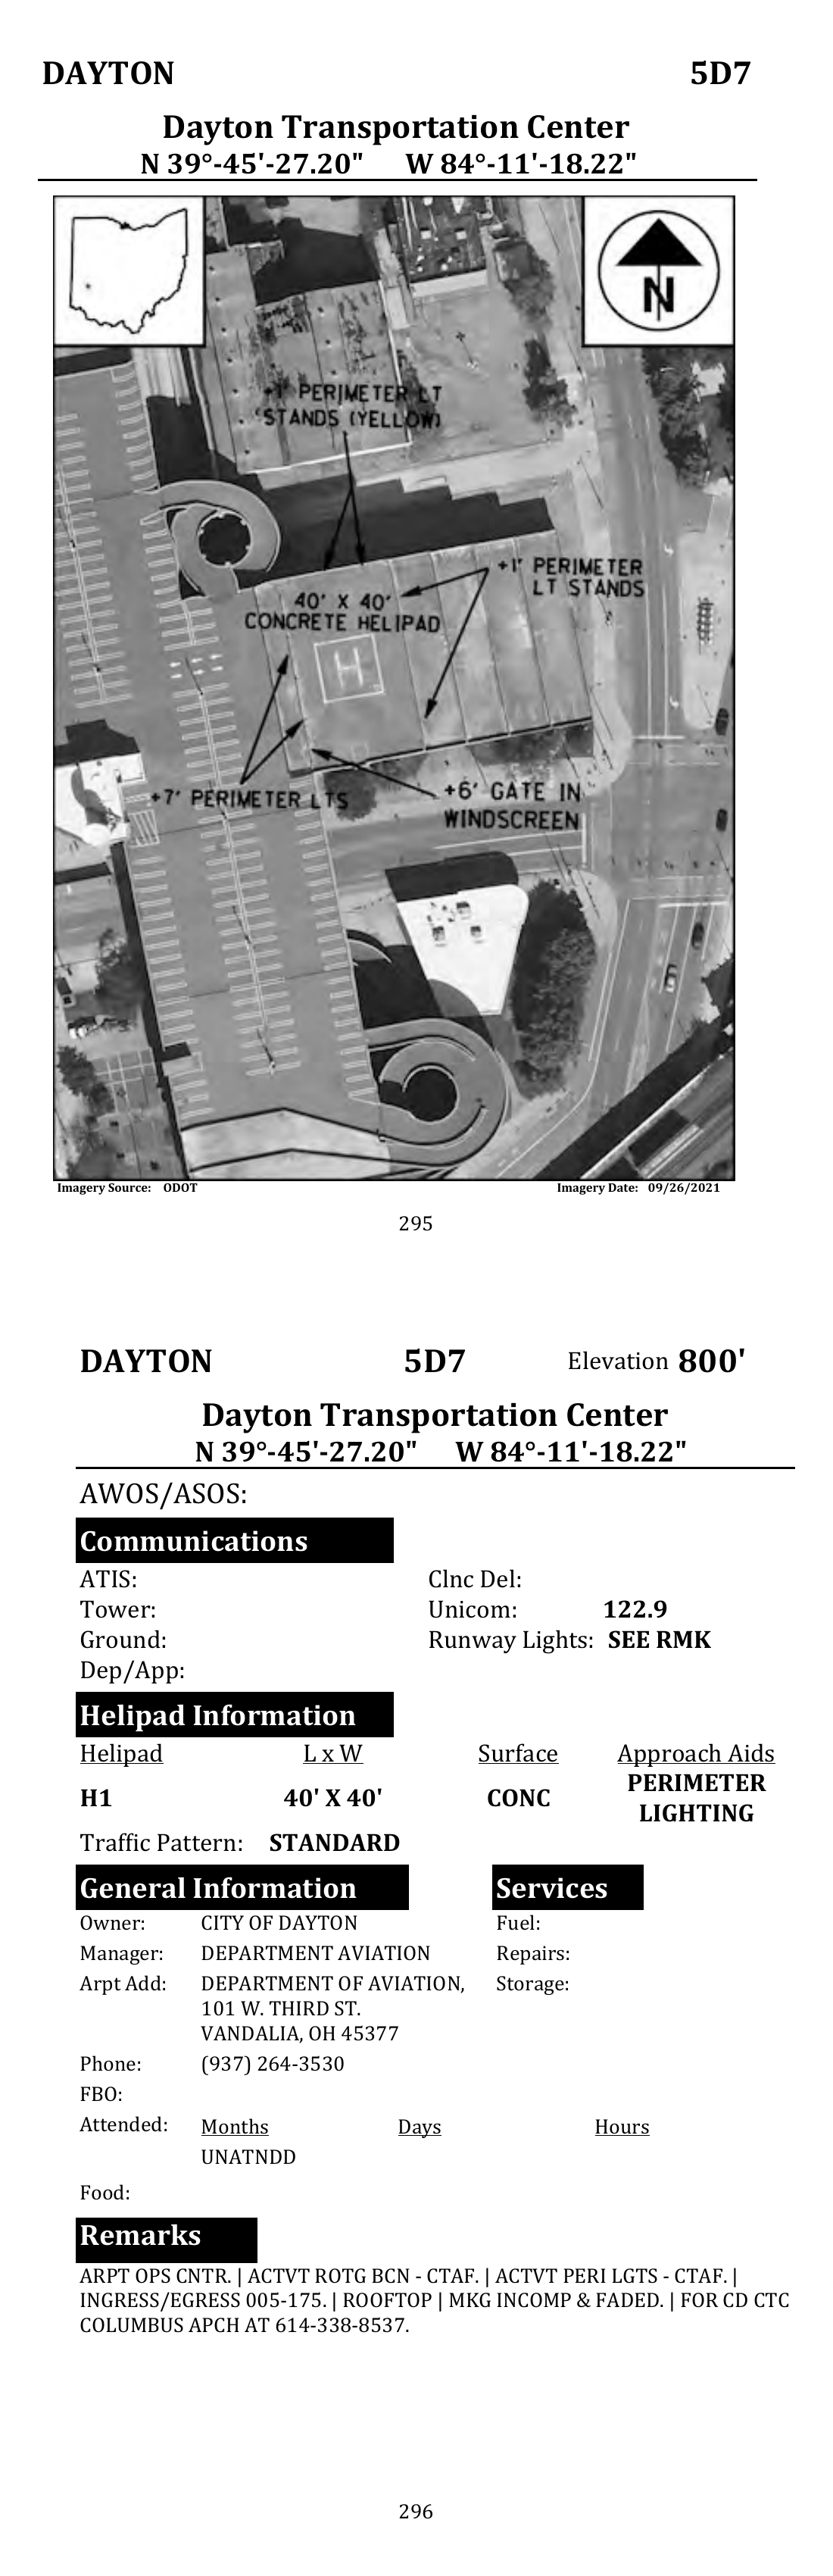 DAYTON 5D7
Dayton Transportation Center
N 39°-45'-27.20" W 84°-11'-18.22"
N
+1' PERIMETER LT
STANDS (YELLOW)
+1' PERIMETER
LT STANDS
40' X 40'
CONCRETE HELIPAD
H
+7' PERIMETER LTS
+6' GATE IN
WINDSCREEN
Imagery Source: ODOT Imagery Date: 09/26/2021
295
DAYTON 5D7 Elevation 800'
Dayton Transportation Center
N 39°-45'-27.20" W 84°-11'-18.22"
AWOS/ASOS:
Communications
ATIS: Clnc Del:
Tower: Unicom: 122.9
Ground: Runway Lights: SEE RMK
Dep/App:
Helipad Information
Helipad L x W Surface Approach Aids
H1 40' X 40' CONC PERIMETER
LIGHTING
Traffic Pattern: STANDARD
General Information Services
Owner: CITY OF DAYTON Fuel:
Manager: DEPARTMENT AVIATION Repairs:
Arpt Add: DEPARTMENT OF AVIATION, Storage:
101 W. THIRD ST.
VANDALIA, OH 45377
Phone: (937) 264-3530
FBO:
Attended: Months Days Hours
UNATNDD
Food:
Remarks
ARPT OPS CNTR. | ACTVT ROTG BCN - CTAF. | ACTVT PERI LGTS - CTAF. |
INGRESS/EGRESS 005-175. | ROOFTOP | MKG INCOMP & FADED. | FOR CD CTC
COLUMBUS APCH AT 614-338-8537.
296